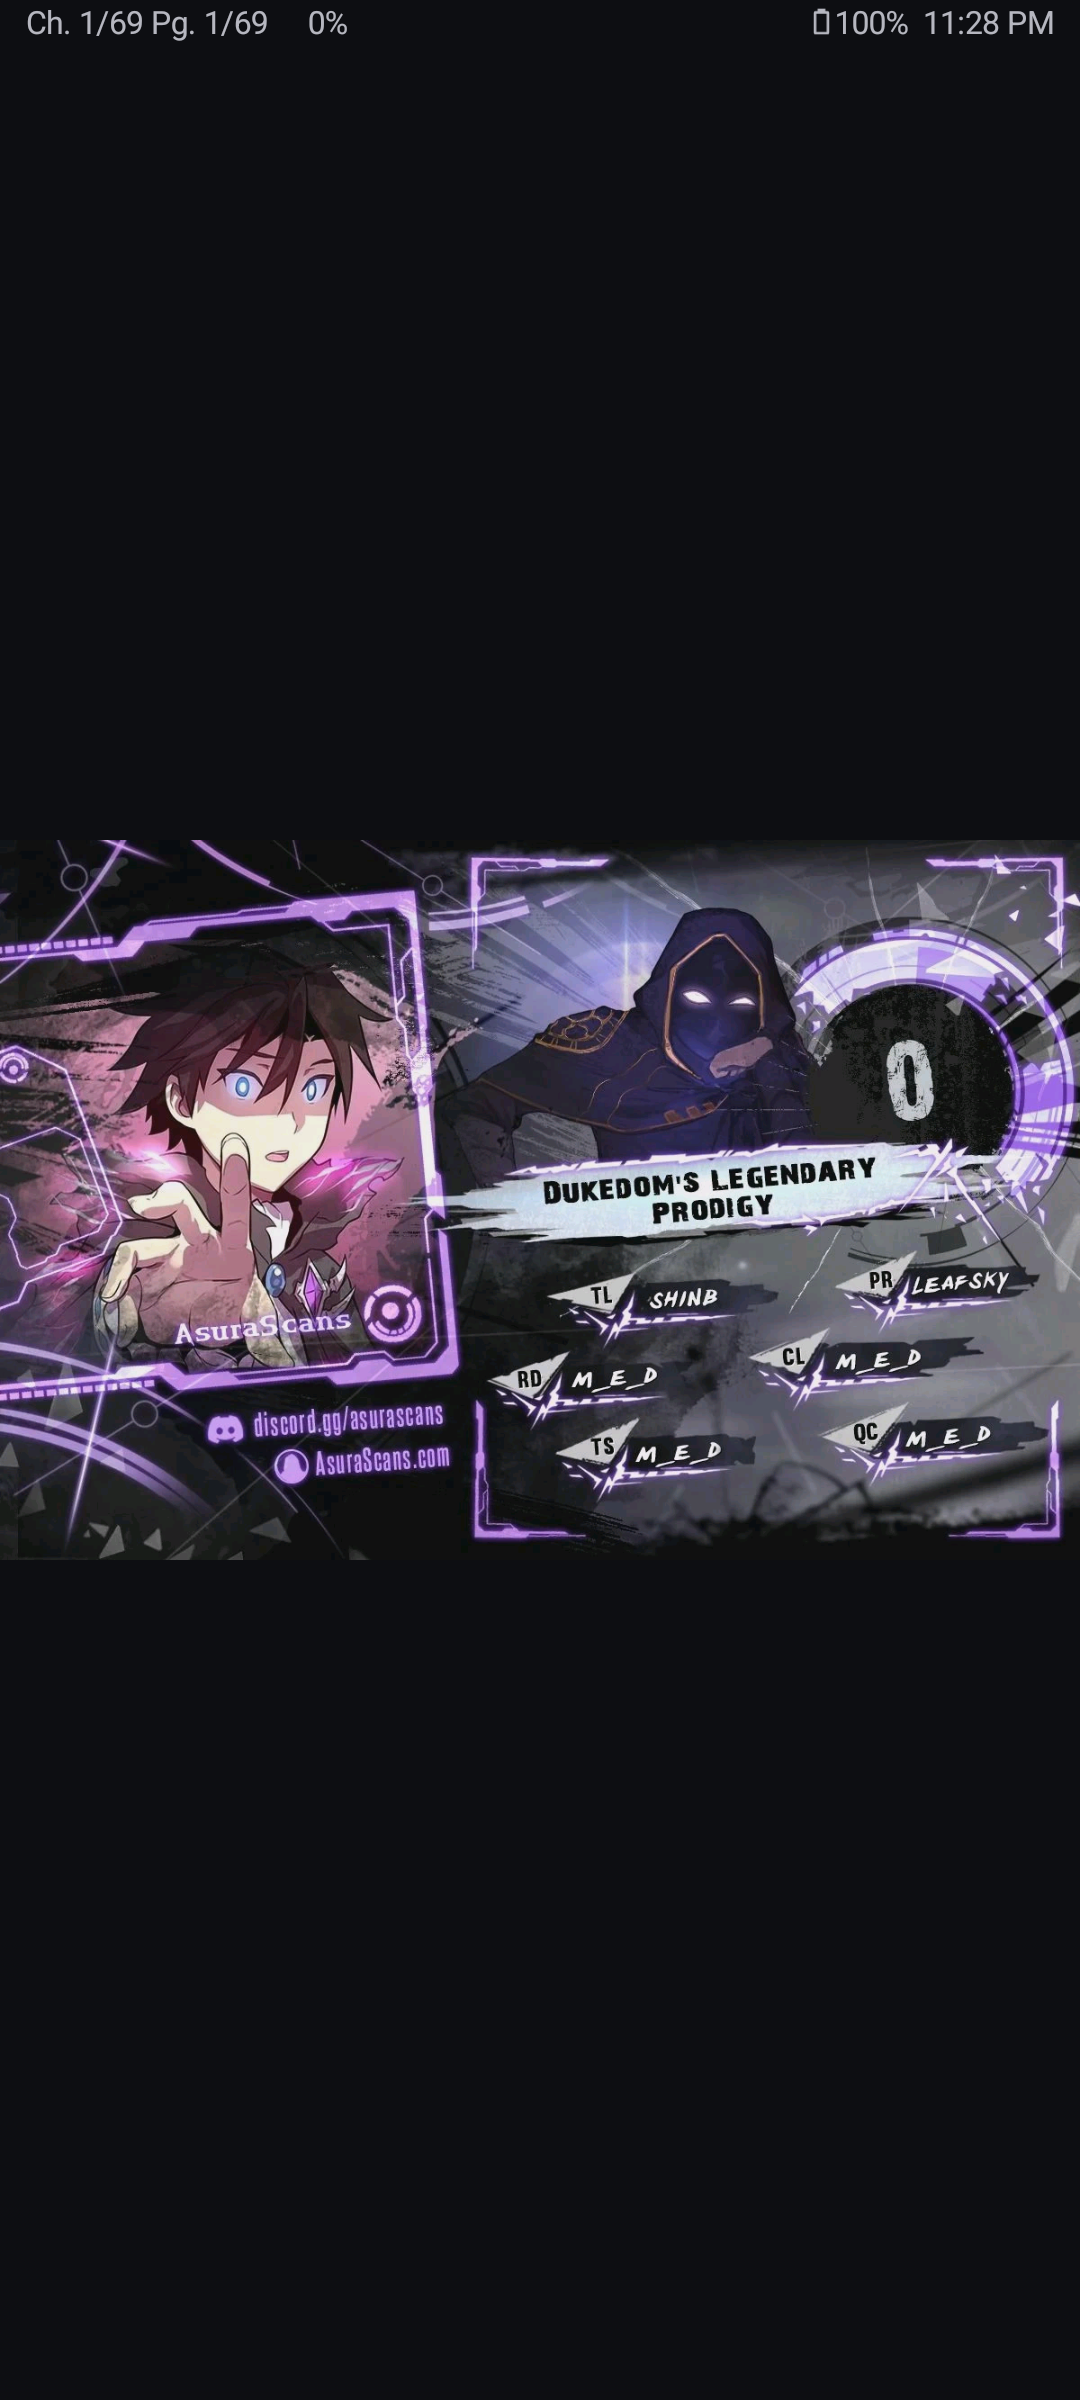 Ch. 1/69 Pg. 1/69 0% 100% 11:28 PM
0
DUKEDOM'S LEGENDARY
PRODIGY
TL SHINB
PR LEAFSKY
RD M_E_D
CL M_E_D
TS M_E_D
QC M_E_D
AsuraScans
discord.gg/asurascans
AsuraScans.com